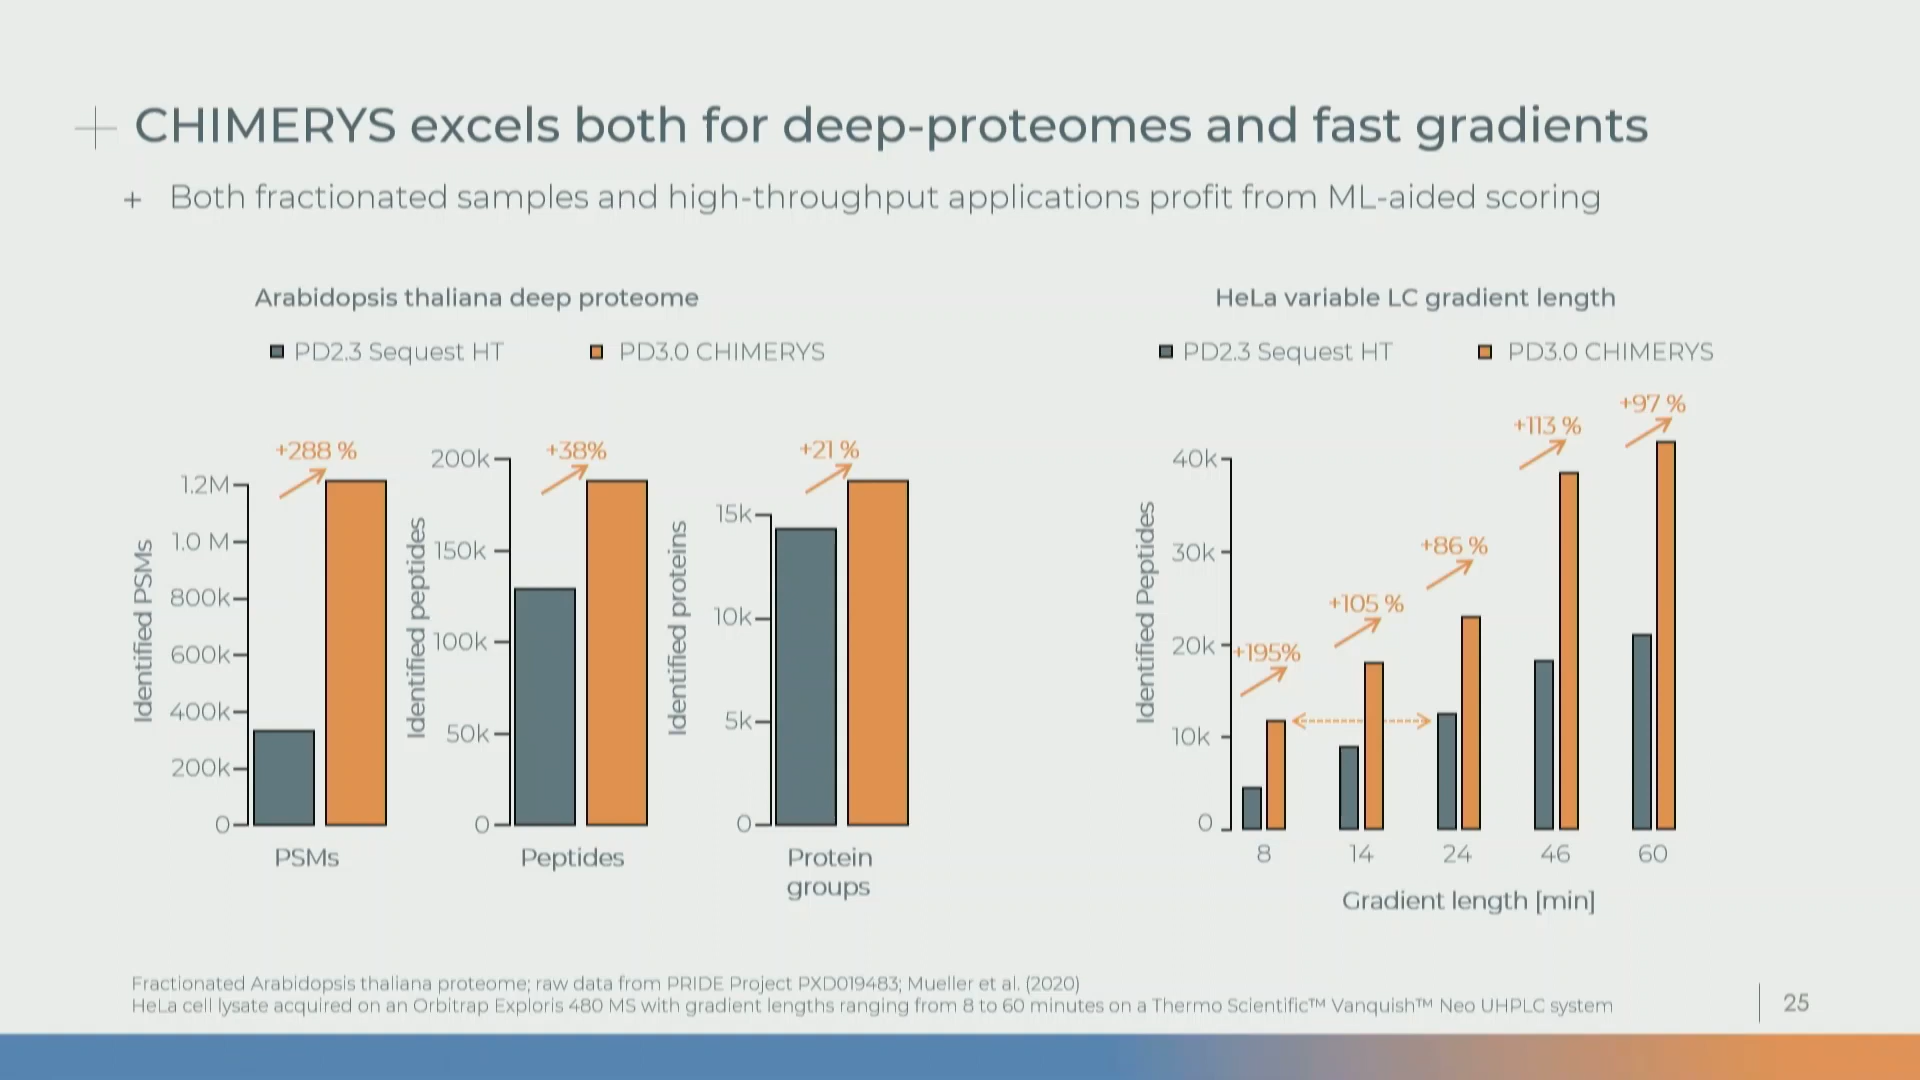 CHIMERYS excels both for deep-proteomes and fast gradients
+ Both fractionated samples and high-throughput applications profit from ML-aided scoring
Arabidopsis thaliana deep proteome
PD2.3 Sequest HT
PD3.0 CHIMERYS
Identified PSMs
1.2M
1.0 M
800k
600k
400k
200k
0
+288 %
PSMs
Identified peptides
200k
150k
100k
50k
0
+38%
Peptides
Identified proteins
15k
10k
5k
0
+21 %
Protein
groups
HeLa variable LC gradient length
PD2.3 Sequest HT
PD3.0 CHIMERYS
Identified Peptides
40k
30k
20k
10k
0
+195%
+105 %
+86 %
+113 %
+97 %
8
14
24
46
60
Gradient length [min]
Fractionated Arabidopsis thaliana proteome; raw data from PRIDE Project PXD019483; Mueller et al. (2020)
HeLa cell lysate acquired on an Orbitrap Exploris 480 MS with gradient lengths ranging from 8 to 60 minutes on a Thermo Scientific™ Vanquish™ Neo UHPLC system
25